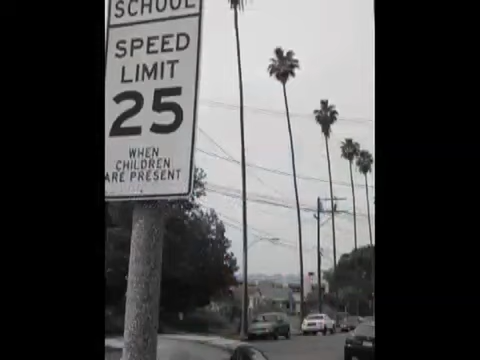 SCHOOL
SPEED
LIMIT
25
WHEN
CHILDREN
ARE PRESENT